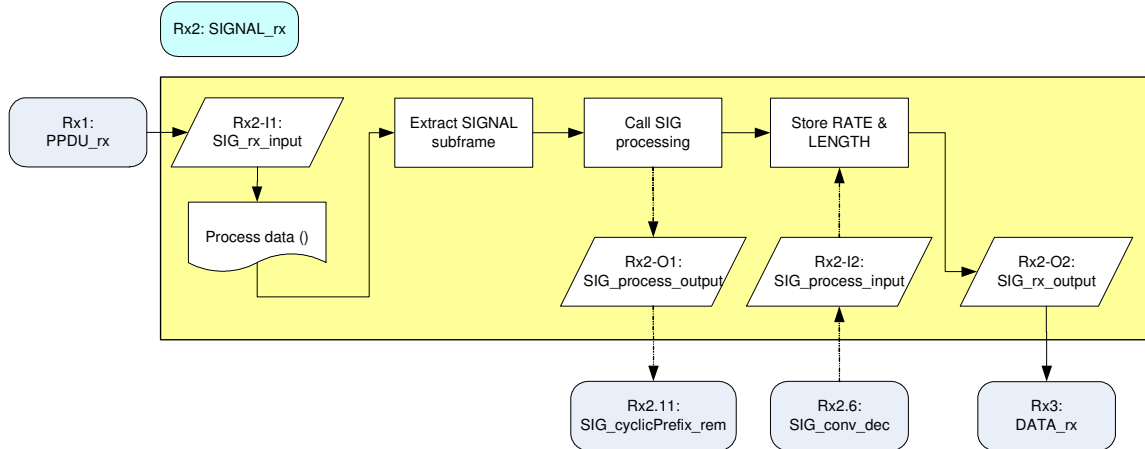 Rx2: SIGNAL_rx
Rx1:
PPDU_rx
Rx2-I1:
SIG_rx_input
Extract SIGNAL
subframe
Call SIG
processing
Store RATE &
LENGTH
Process data ()
Rx2-O1:
SIG_process_output
Rx2-I2:
SIG_process_input
Rx2-O2:
SIG_rx_output
Rx2.11:
SIG_cyclicPrefix_rem
Rx2.6:
SIG_conv_dec
Rx3:
DATA_rx